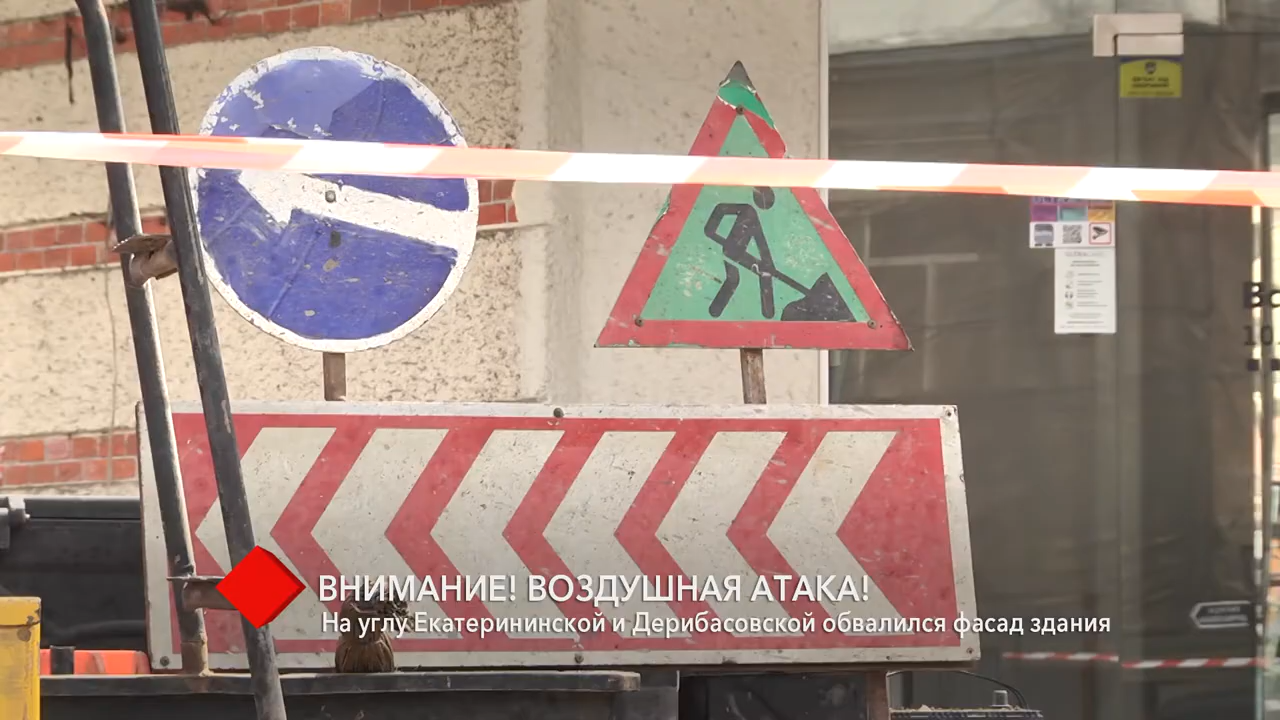 ВНИМАНИЕ! ВОЗДУШНАЯ АТАКА!
На углу Екатерининской и Дерибасовской обвалился фасад здания